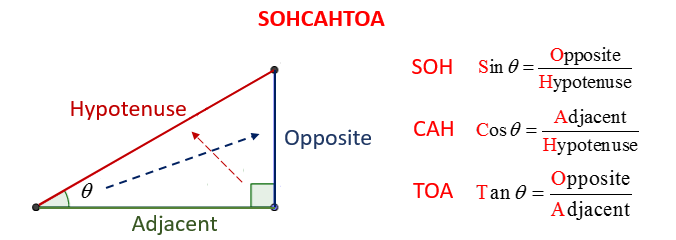 SOHCAHTOA
Hypotenuse
Opposite
θ
Adjacent
SOH Sin θ = Opposite / Hypotenuse
CAH Cos θ = Adjacent / Hypotenuse
TOA Tan θ = Opposite / Adjacent